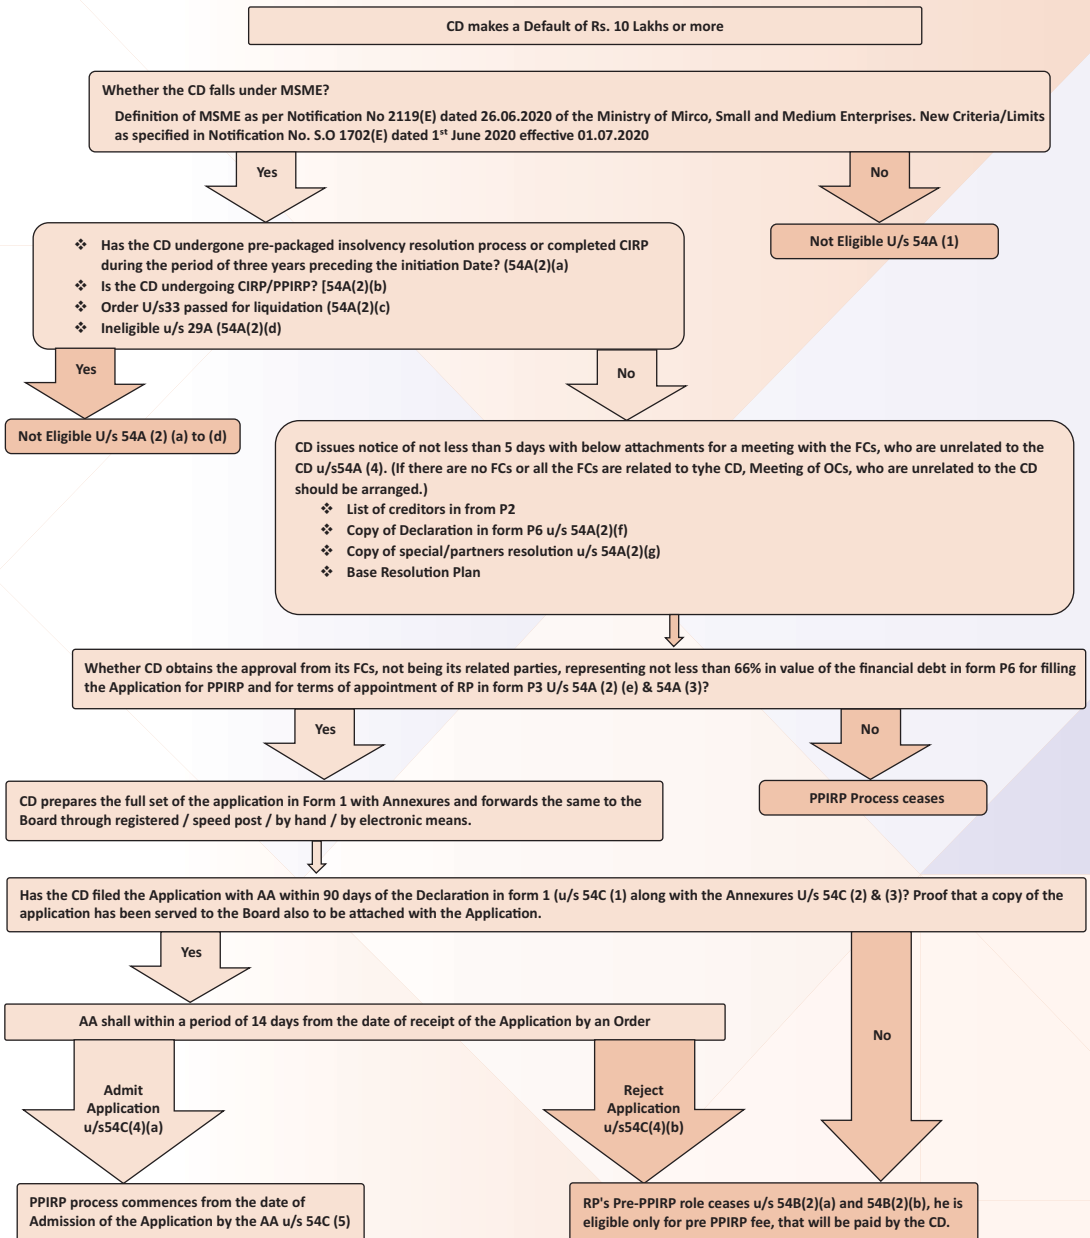 CD makes a Default of Rs. 10 Lakhs or more
Whether the CD falls under MSME?
Definition of MSME as per Notification No 2119(E) dated 26.06.2020 of the Ministry of Mirco, Small and Medium Enterprises. New Criteria/Limits
as specified in Notification No. S.O 1702(E) dated 1st June 2020 effective 01.07.2020
Yes
No
Not Eligible U/s 54A (1)
❖ Has the CD undergone pre-packaged insolvency resolution process or completed CIRP
during the period of three years preceding the initiation Date? (54A(2)(a)
❖ Is the CD undergoing CIRP/PPIRP? [54A(2)(b)
❖ Order U/s33 passed for liquidation (54A(2)(c)
❖ Ineligible u/s 29A (54A(2)(d)
Yes
No
Not Eligible U/s 54A (2) (a) to (d)
CD issues notice of not less than 5 days with below attachments for a meeting with the FCs, who are unrelated to the
CD u/s54A (4). (If there are no FCs or all the FCs are related to tyhe CD, Meeting of OCs, who are unrelated to the CD
should be arranged.)
❖ List of creditors in from P2
❖ Copy of Declaration in form P6 u/s 54A(2)(f)
❖ Copy of special/partners resolution u/s 54A(2)(g)
❖ Base Resolution Plan
Whether CD obtains the approval from its FCs, not being its related parties, representing not less than 66% in value of the financial debt in form P6 for filling
the Application for PPIRP and for terms of appointment of RP in form P3 U/s 54A (2) (e) & 54A (3)?
Yes
No
PPIRP Process ceases
CD prepares the full set of the application in Form 1 with Annexures and forwards the same to the
Board through registered / speed post / by hand / by electronic means.
Has the CD filed the Application with AA within 90 days of the Declaration in form 1 (u/s 54C (1) along with the Annexures U/s 54C (2) & (3)? Proof that a copy of the
application has been served to the Board also to be attached with the Application.
Yes
No
AA shall within a period of 14 days from the date of receipt of the Application by an Order
Admit
Application
u/s54C(4)(a)
Reject
Application
u/s54C(4)(b)
PPIRP process commences from the date of
Admission of the Application by the AA u/s 54C (5)
RP's Pre-PPIRP role ceases u/s 54B(2)(a) and 54B(2)(b), he is
eligible only for pre PPIRP fee, that will be paid by the CD.